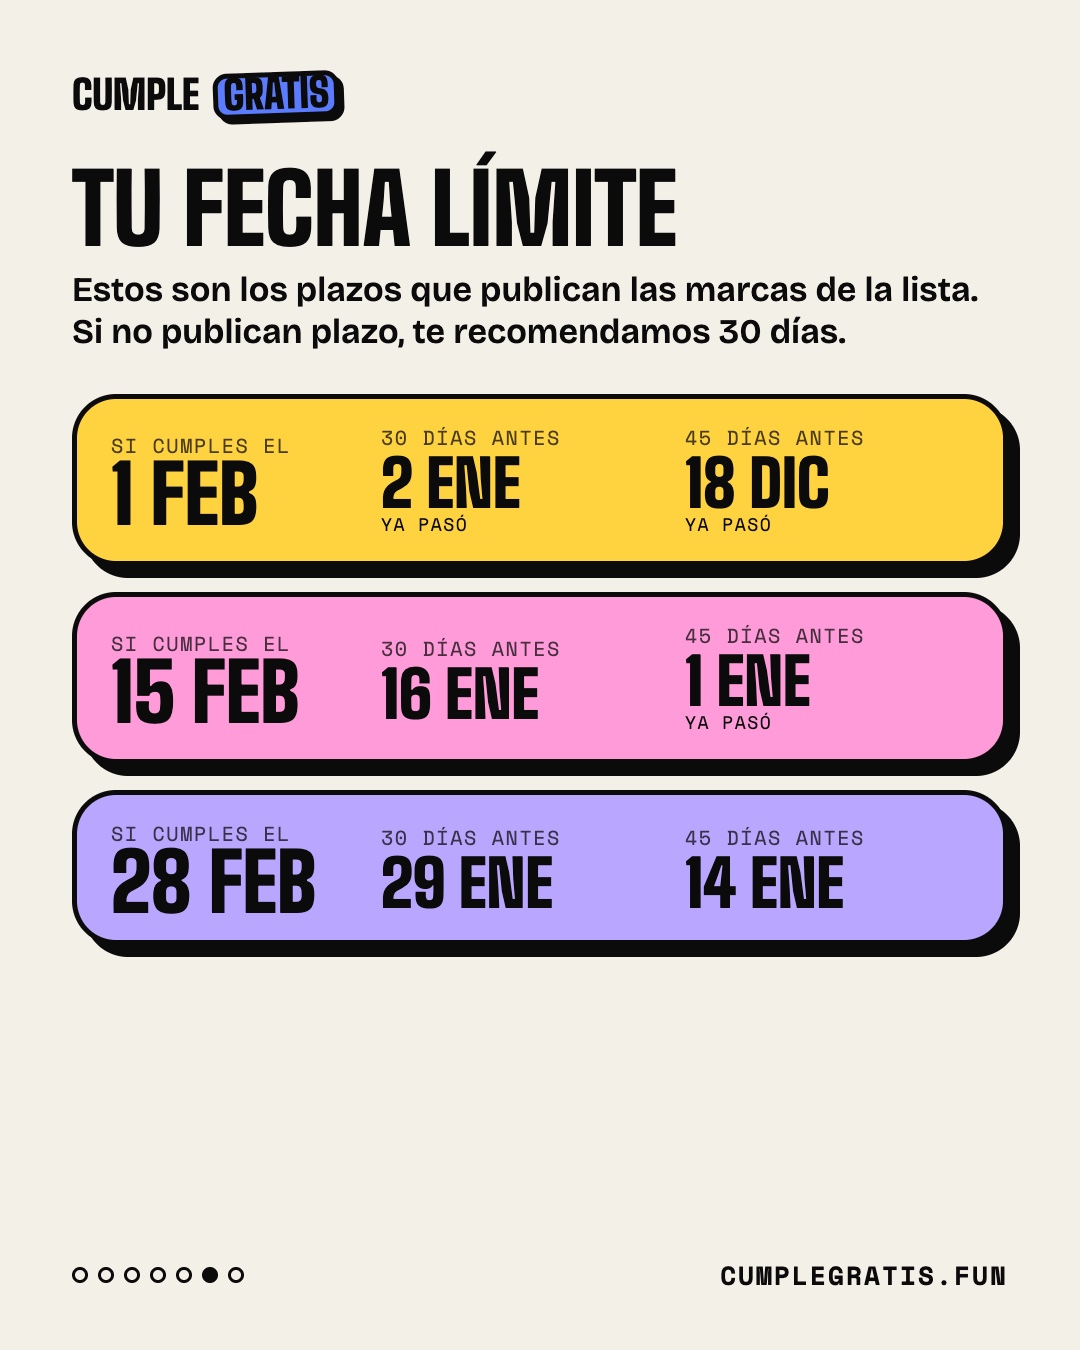 CUMPLE GRATIS
TU FECHA LÍMITE
Estos son los plazos que publican las marcas de la lista.
Si no publican plazo, te recomendamos 30 días.
SI CUMPLES EL
1 FEB
30 DÍAS ANTES
2 ENE
YA PASÓ
45 DÍAS ANTES
18 DIC
YA PASÓ
SI CUMPLES EL
15 FEB
30 DÍAS ANTES
16 ENE
45 DÍAS ANTES
1 ENE
YA PASÓ
SI CUMPLES EL
28 FEB
30 DÍAS ANTES
29 ENE
45 DÍAS ANTES
14 ENE
CUMPLEGRATIS.FUN